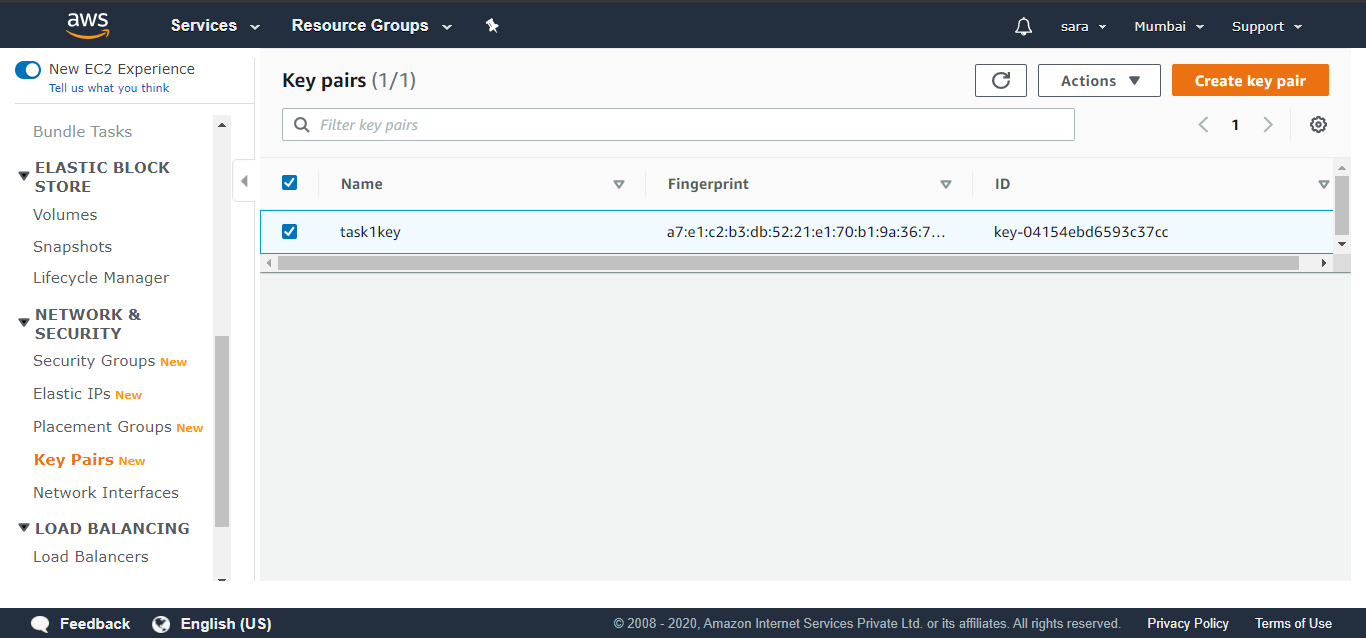 aws Services Resource Groups sara Mumbai Support
New EC2 Experience
Tell us what you think
Bundle Tasks
ELASTIC BLOCK
STORE
Volumes
Snapshots
Lifecycle Manager
NETWORK &
SECURITY
Security Groups New
Elastic IPs New
Placement Groups New
Key Pairs New
Network Interfaces
LOAD BALANCING
Load Balancers
Key pairs (1/1)
Actions
Create key pair
Filter key pairs
1
Name Fingerprint ID
task1key a7:e1:c2:b3:db:52:21:e1:70:b1:9a:36:7... key-04154ebd6593c37cc
Feedback English (US) © 2008 - 2020, Amazon Internet Services Private Ltd. or its affiliates. All rights reserved. Privacy Policy Terms of Use